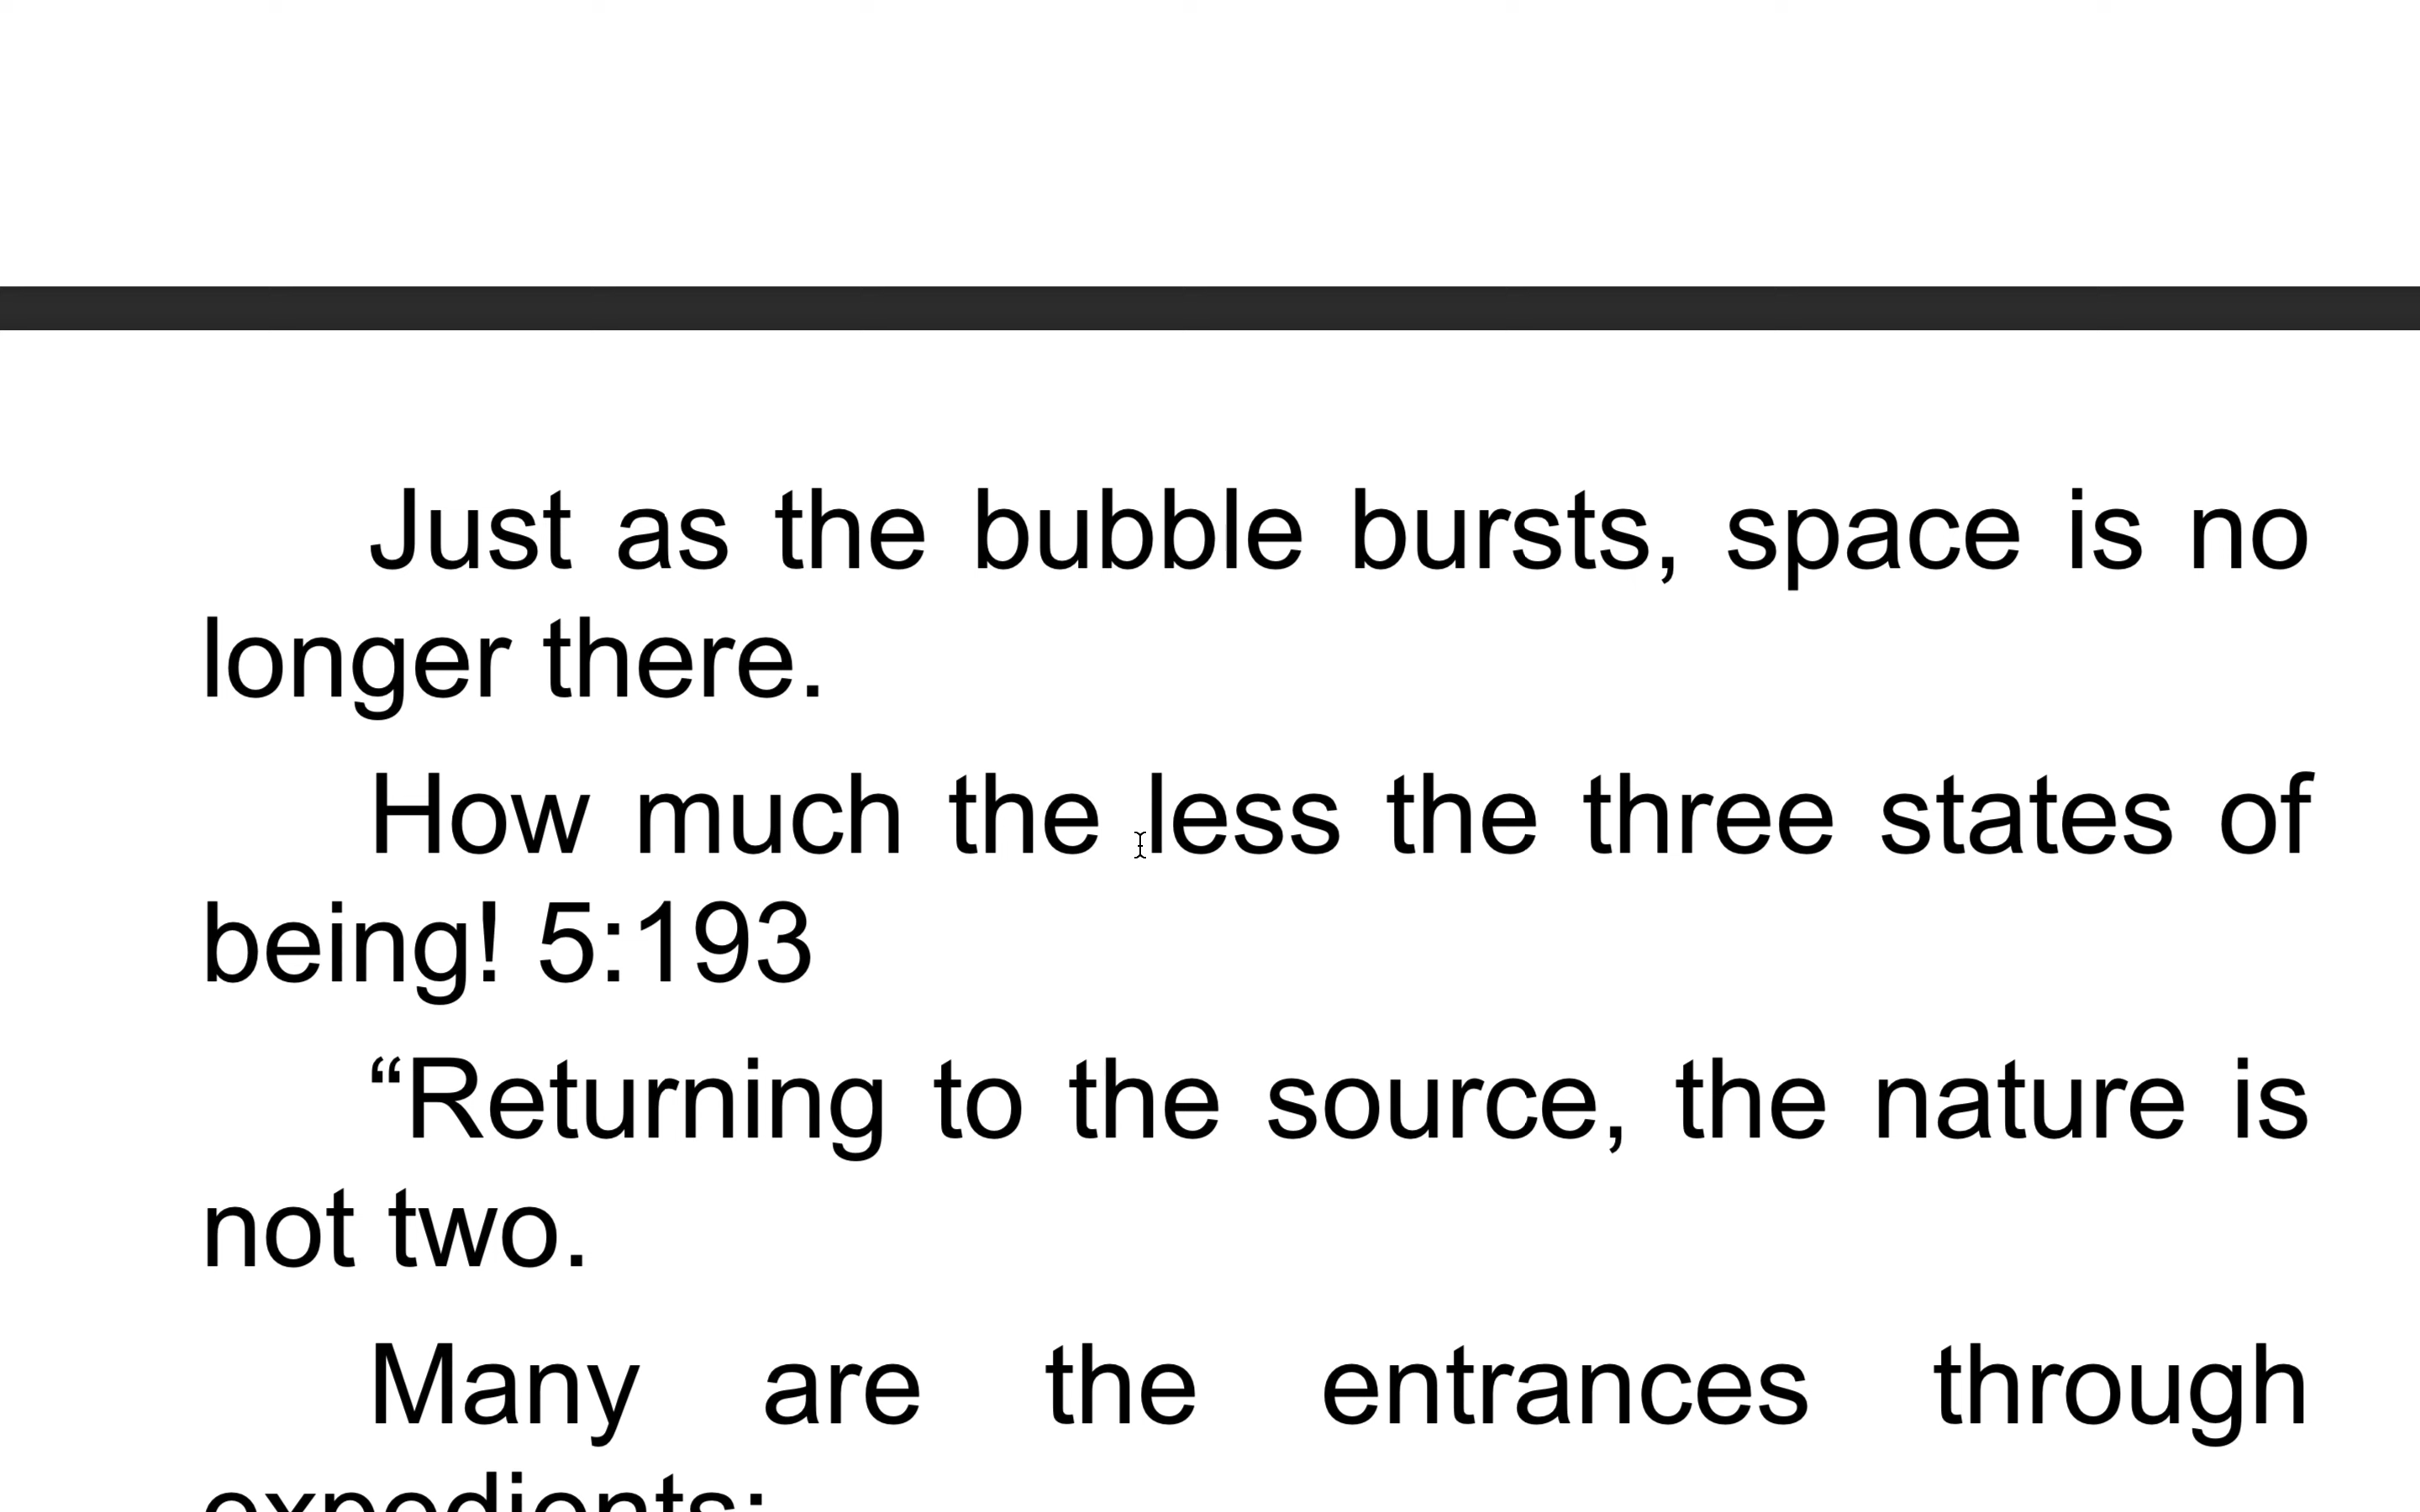 Just as the bubble bursts, space is no
longer there.
How much the less the three states of
being! 5:193
“Returning to the source, the nature is
not two.
Many are the entrances through
expedients;